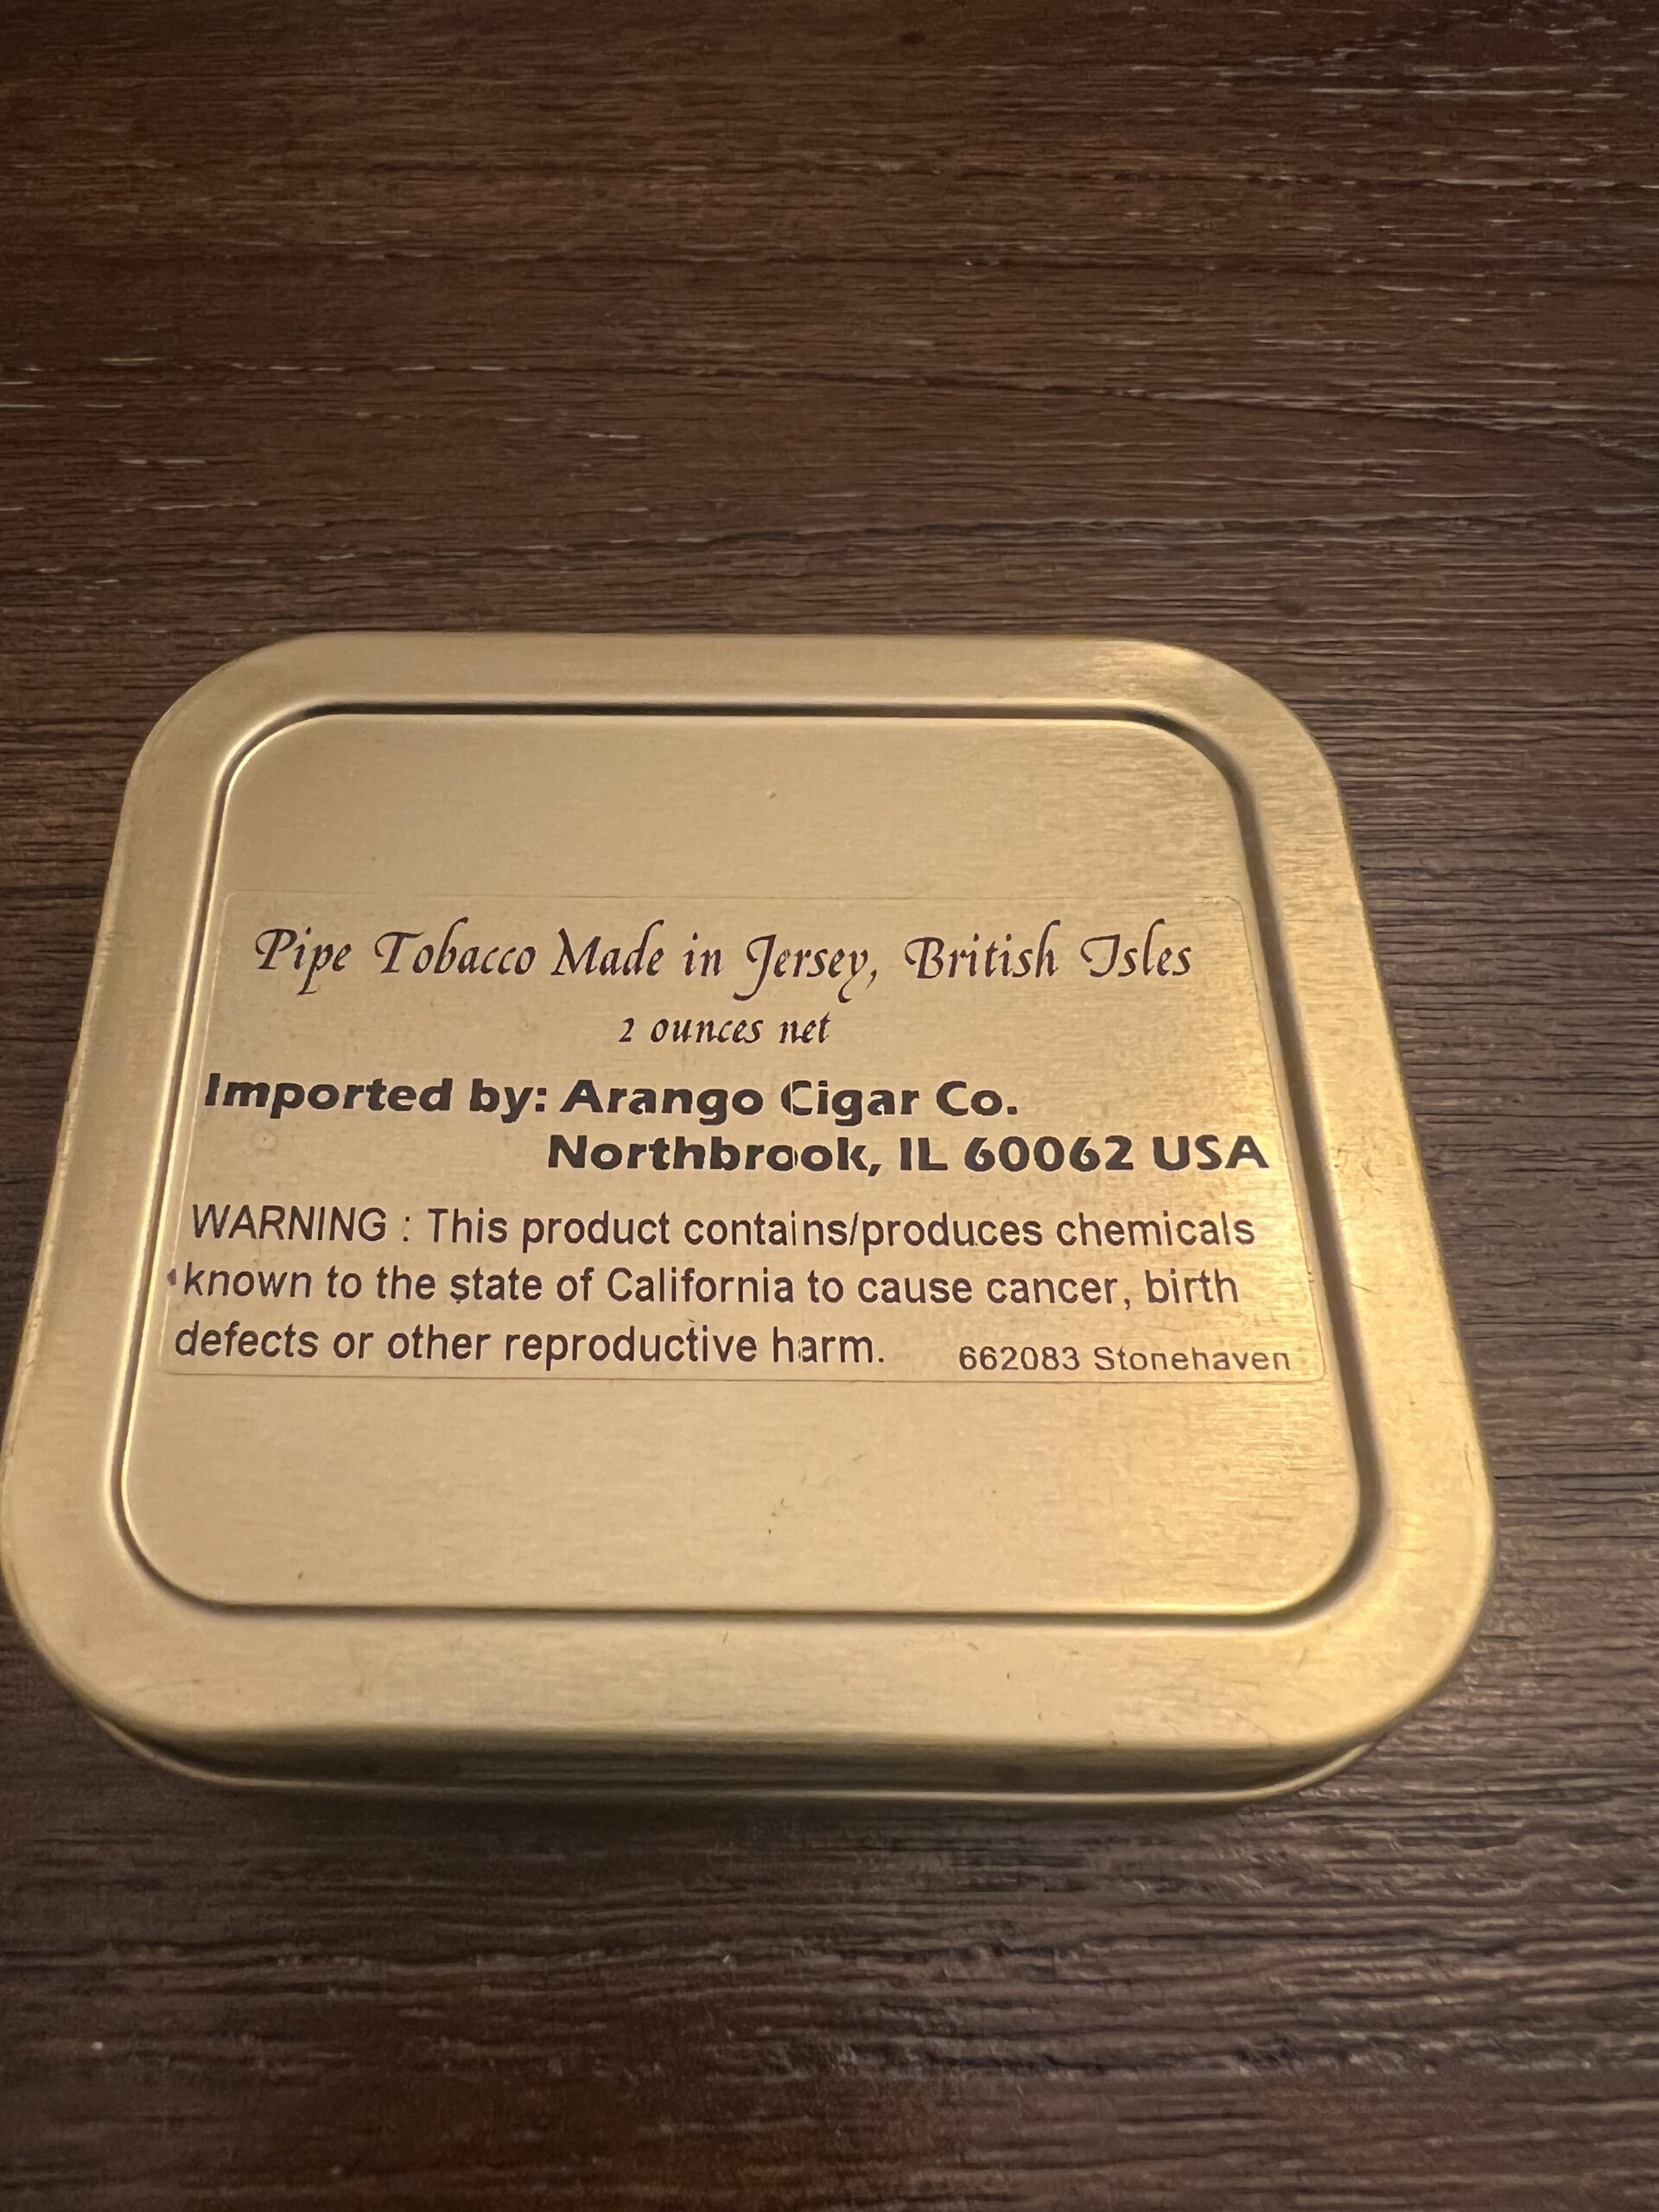 Pipe Tobacco Made in Jersey, British Isles
2 ounces net
Imported by: Arango Cigar Co.
Northbrook, IL 60062 USA
WARNING : This product contains/produces chemicals
known to the state of California to cause cancer, birth
defects or other reproductive harm.
662083 Stonehaven